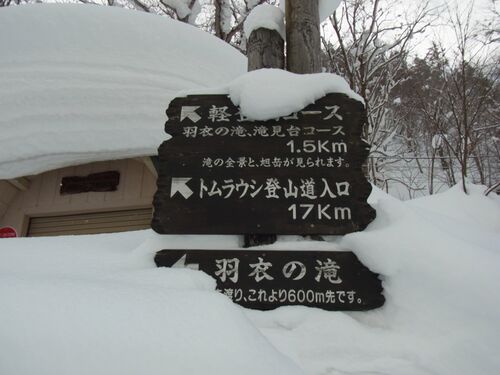 軽登 コース
羽衣の滝、滝見台コース
1.5Km
滝の全景と、旭岳が見られます。
トムラウシ登山道入口
17Km
羽衣の滝
渡り、これより600m先です。